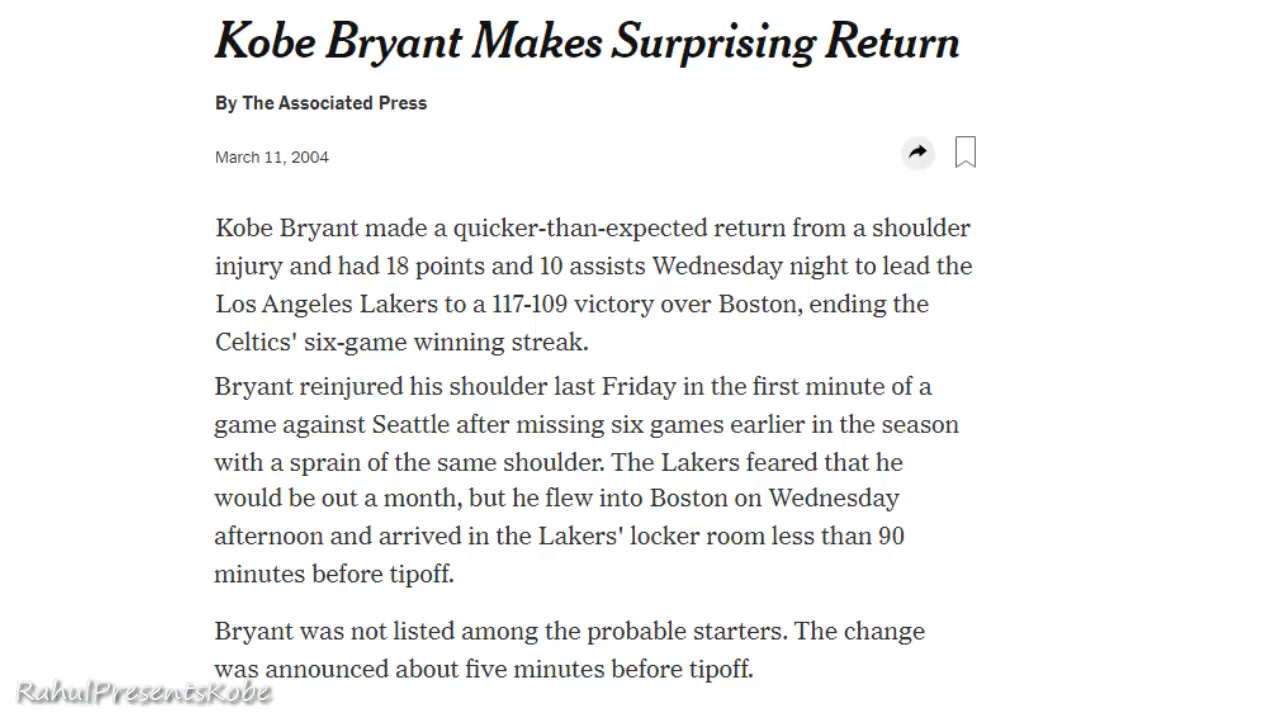 Kobe Bryant Makes Surprising Return
By The Associated Press
March 11, 2004
Kobe Bryant made a quicker-than-expected return from a shoulder
injury and had 18 points and 10 assists Wednesday night to lead the
Los Angeles Lakers to a 117-109 victory over Boston, ending the
Celtics' six-game winning streak.
Bryant reinjured his shoulder last Friday in the first minute of a
game against Seattle after missing six games earlier in the season
with a sprain of the same shoulder. The Lakers feared that he
would be out a month, but he flew into Boston on Wednesday
afternoon and arrived in the Lakers' locker room less than 90
minutes before tipoff.
Bryant was not listed among the probable starters. The change
was announced about five minutes before tipoff.
RahulPresentsKobe